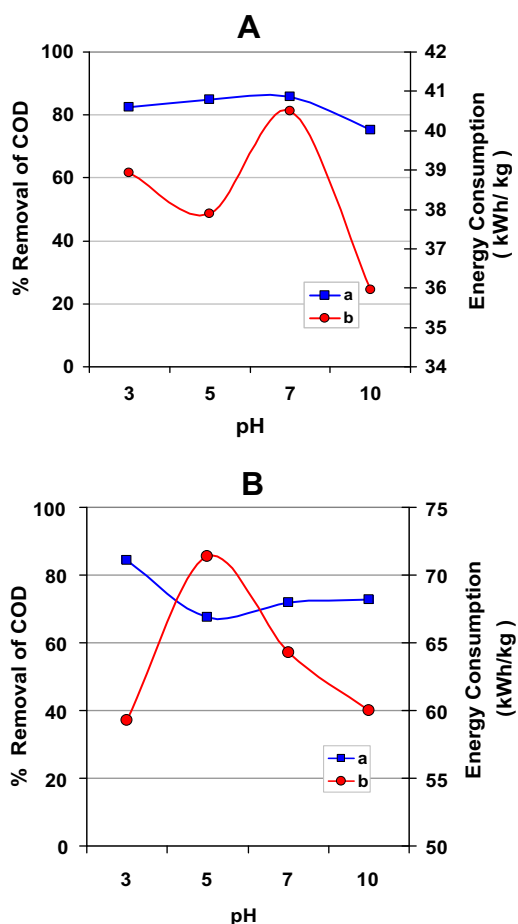 A
% Removal of COD
100
80
60
40
20
0
42
41
40
39
38
37
36
35
34
Energy Consumption
( kWh/ kg)
a
b
3 5 7 10
pH
B
% Removal of COD
100
80
60
40
20
0
75
70
65
60
55
50
Energy Consumption
(kWh/kg)
a
b
3 5 7 10
pH